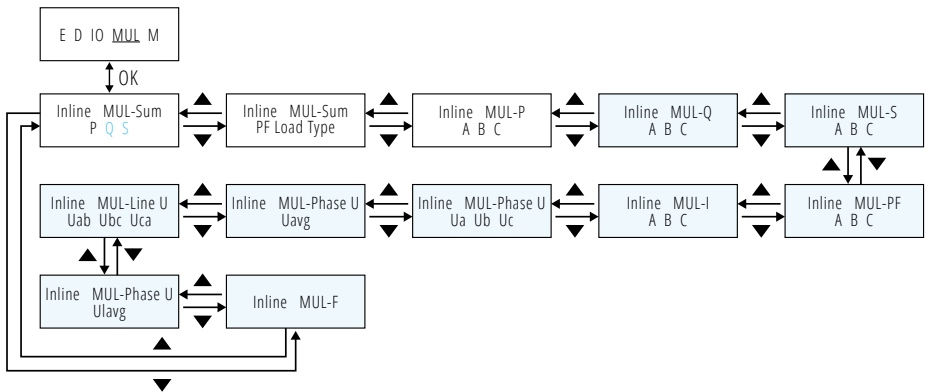 E D IO MUL M
OK
Inline MUL-Sum
P Q S
Inline MUL-Sum
PF Load Type
Inline MUL-P
A B C
Inline MUL-Q
A B C
Inline MUL-S
A B C
Inline MUL-Line U
Uab Ubc Uca
Inline MUL-Phase U
Uavg
Inline MUL-Phase U
Ua Ub Uc
Inline MUL-I
A B C
Inline MUL-PF
A B C
Inline MUL-Phase U
Ulavg
Inline MUL-F